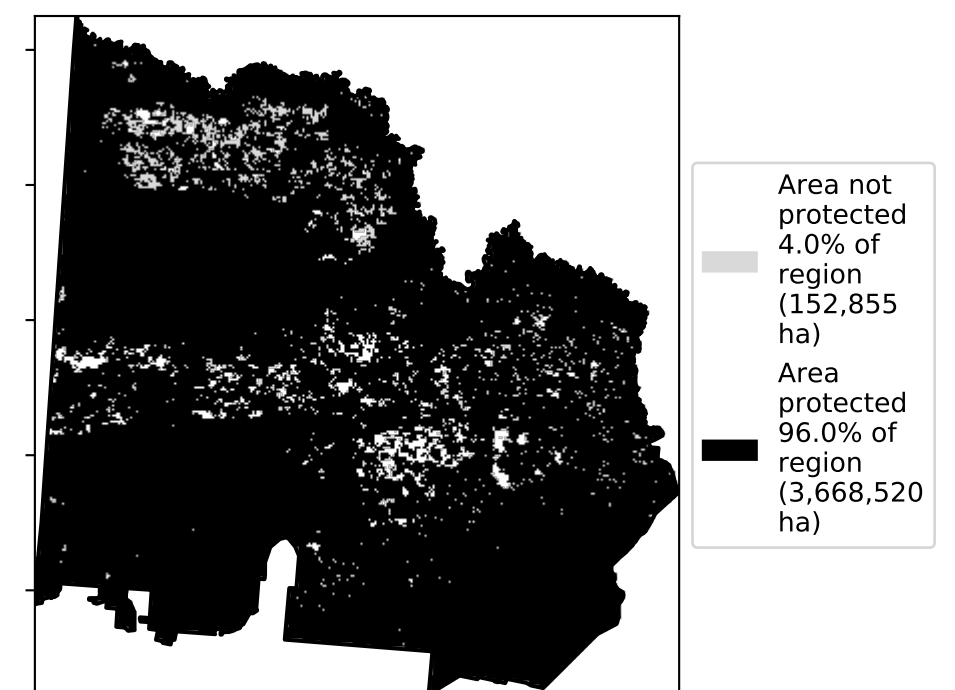 Area not
protected
4.0% of
region
(152,855
ha)
Area
protected
96.0% of
region
(3,668,520
ha)